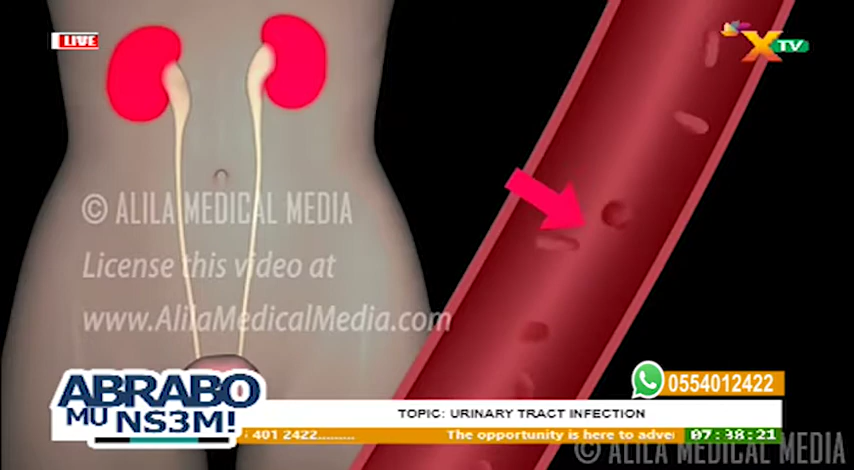 LIVE
X TV
© ALILA MEDICAL MEDIA
License this video at
www.AlilaMedicalMedia.com
0554012422
ABRABO
MU NS3M!
TOPIC: URINARY TRACT INFECTION
401 2422......... The opportunity is here to adve
07:38:21
© ALILA MEDICAL MEDIA